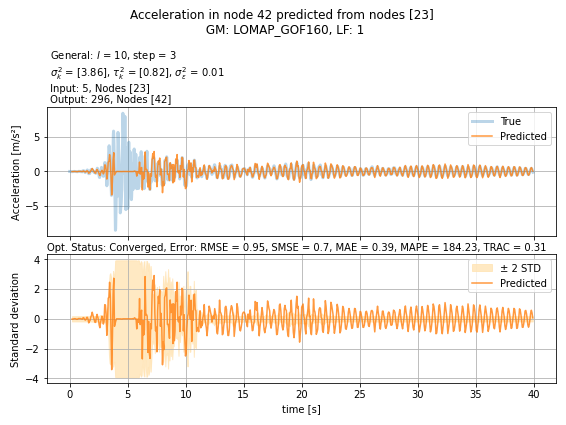 Acceleration in node 42 predicted from nodes [23]
GM: LOMAP_GOF160, LF: 1
General: l = 10, step = 3
σ²ₖ = [3.86], τ²ₖ = [0.82], σ²ε = 0.01
Input: 5, Nodes [23]
Output: 296, Nodes [42]
Acceleration [m/s²]
5
0
−5
True
Predicted
Opt. Status: Converged, Error: RMSE = 0.95, SMSE = 0.7, MAE = 0.39, MAPE = 184.23, TRAC = 0.31
Standard deviation
4
2
0
−2
−4
± 2 STD
Predicted
0 5 10 15 20 25 30 35 40
time [s]